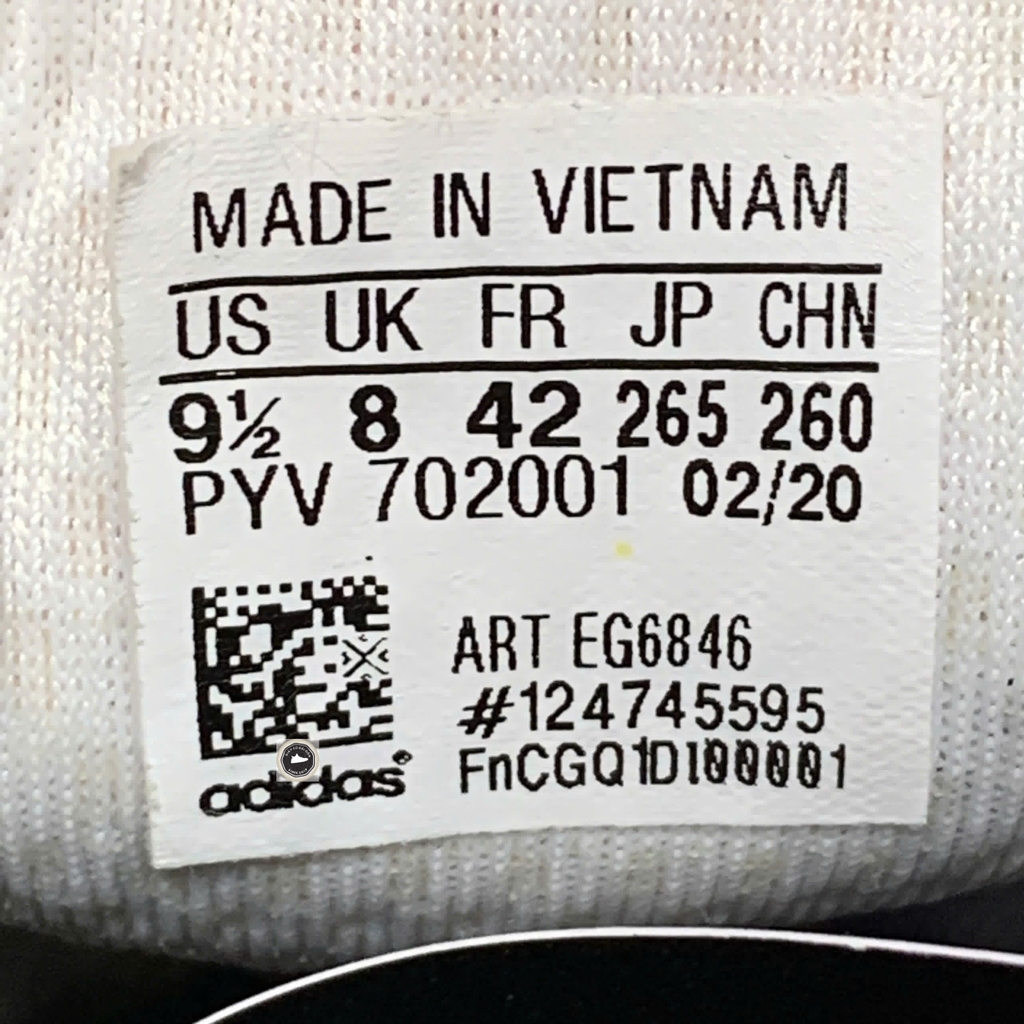 MADE IN VIETNAM
US UK FR JP CHN
9½ 8 42 265 260
PYV 702001 02/20
ART EG6846
#124745595
FnCGQ1DI00001
adidas®